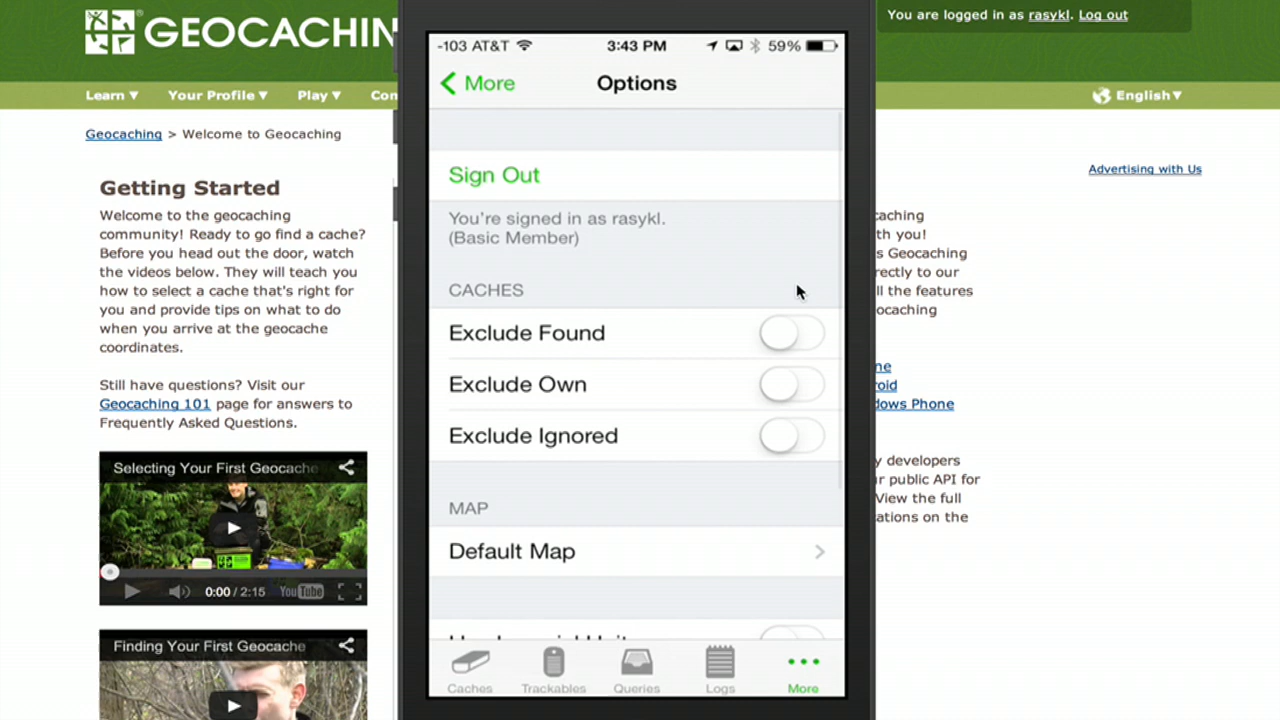 GEOCACHIN
You are logged in as rasykl. Log out
Learn ▼ Your Profile ▼ Play ▼ Con
English ▼
Geocaching > Welcome to Geocaching
Advertising with Us
Getting Started
Welcome to the geocaching
community! Ready to go find a cache?
Before you head out the door, watch
the videos below. They will teach you
how to select a cache that's right for
you and provide tips on what to do
when you arrive at the geocache
coordinates.
Still have questions? Visit our
Geocaching 101 page for answers to
Frequently Asked Questions.
Selecting Your First Geocache
0:00 / 2:15 YouTube
Finding Your First Geocache
-103 AT&T 3:43 PM 59%
More Options
Sign Out
You're signed in as rasykl.
(Basic Member)
CACHES
Exclude Found
Exclude Own
Exclude Ignored
MAP
Default Map
Caches Trackables Queries Logs More
caching
th you!
s Geocaching
rectly to our
ll the features
ocaching
ne
roid
dows Phone
y developers
ur public API for
View the full
ations on the